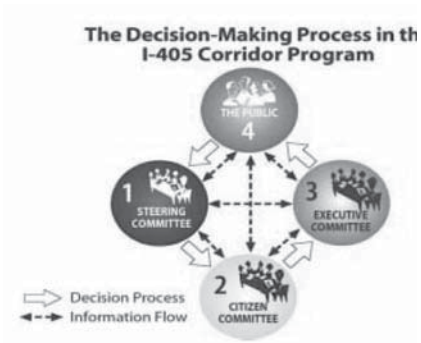 The Decision-Making Process in th
I-405 Corridor Program
THE PUBLIC
4
1
STEERING
COMMITTEE
3
EXECUTIVE
COMMITTEE
2
CITIZEN
COMMITTEE
Decision Process
Information Flow